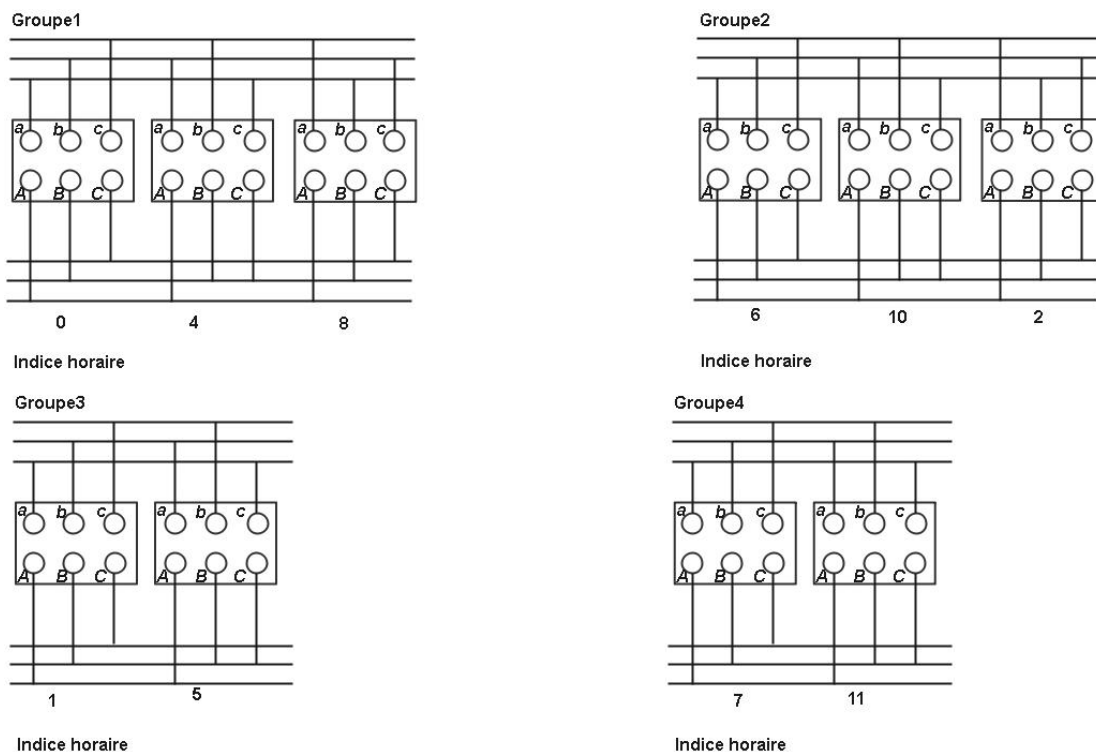 Groupe1
a b c a b c a b c
A B C A B C A B C
0 4 8
Indice horaire
Groupe2
a b c a b c a b c
A B C A B C A B C
6 10 2
Indice horaire
Groupe3
a b c a b c
A B C A B C
1 5
Indice horaire
Groupe4
a b c a b c
A B C A B C
7 11
Indice horaire